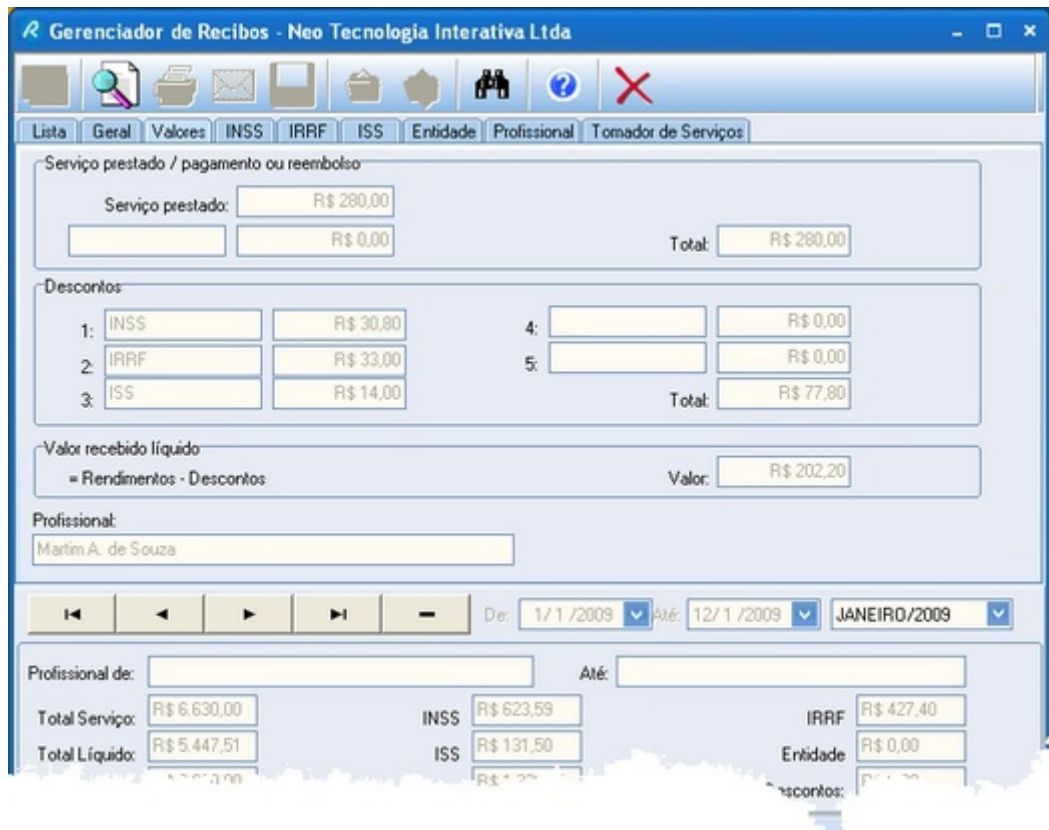 Gerenciador de Recibos - Neo Tecnologia Interativa Ltda
Lista Geral Valores INSS IRRF ISS Entidade Profissional Tomador de Serviços
Serviço prestado / pagamento ou reembolso
Serviço prestado: R$ 280,00
R$ 0,00 Total: R$ 280,00
Descontos
1: INSS R$ 30,80 4: R$ 0,00
2: IRRF R$ 33,00 5: R$ 0,00
3: ISS R$ 14,00 Total: R$ 77,80
Valor recebido líquido
= Rendimentos - Descontos Valor: R$ 202,20
Profissional:
Martim A. de Souza
De: 1/1/2009 Até: 12/1/2009 JANEIRO/2009
Profissional de: Até:
Total Serviço: R$ 6.630,00 INSS R$ 623,59 IRRF R$ 427,40
Total Líquido: R$ 5.447,51 ISS R$ 131,50 Entidade R$ 0,00